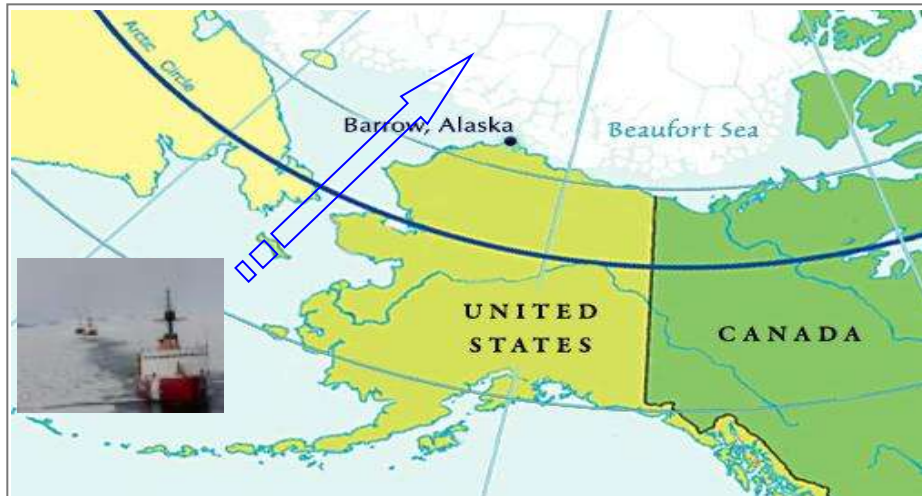 Arctic
Circle
Barrow, Alaska
Beaufort Sea
UNITED
STATES
CANADA